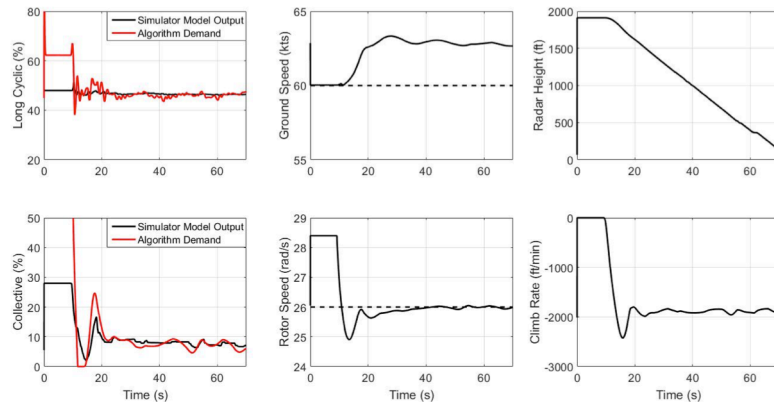 Long Cyclic (%)
80
60
40
20
0 20 40 60
Simulator Model Output
Algorithm Demand
Ground Speed (kts)
65
60
55
0 20 40 60
Radar Height (ft)
2000
1500
1000
500
0
0 20 40 60
Collective (%)
50
40
30
20
10
0
0 20 40 60
Time (s)
Simulator Model Output
Algorithm Demand
Rotor Speed (rad/s)
29
28
27
26
25
24
0 20 40 60
Time (s)
Climb Rate (ft/min)
0
-1000
-2000
-3000
0 20 40 60
Time (s)